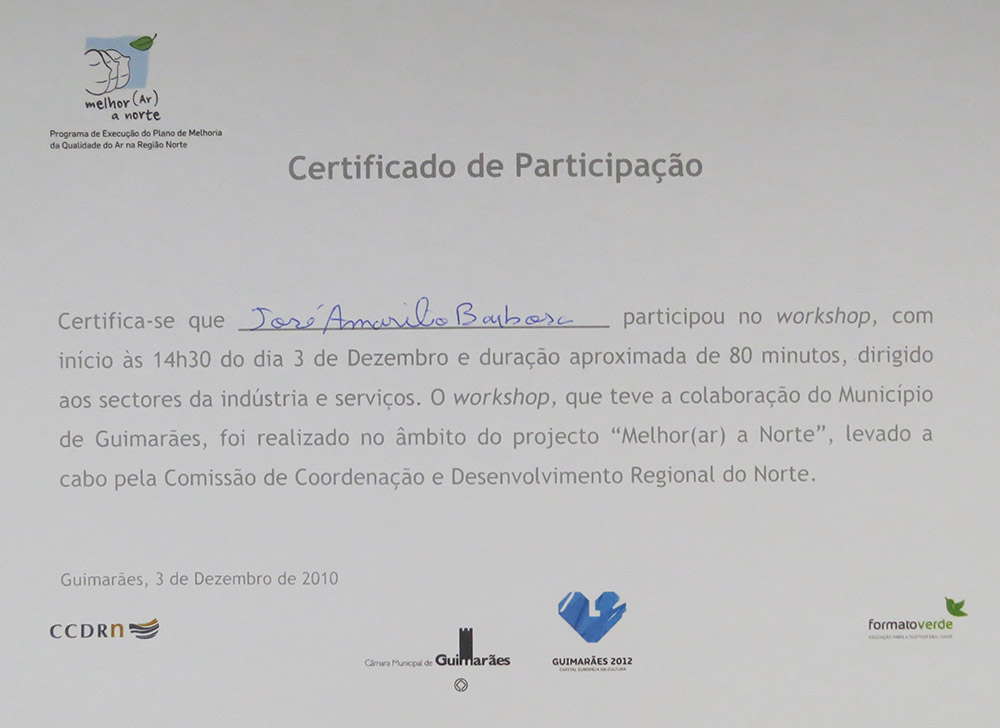 melhor (Ar)
a norte
Programa de Execução do Plano de Melhoria
da Qualidade do Ar na Região Norte
Certificado de Participação
Certifica-se que José Amarílio Barbosa participou no workshop, com
início às 14h30 do dia 3 de Dezembro e duração aproximada de 80 minutos, dirigido
aos sectores da indústria e serviços. O workshop, que teve a colaboração do Município
de Guimarães, foi realizado no âmbito do projecto “Melhor(ar) a Norte”, levado a
cabo pela Comissão de Coordenação e Desenvolvimento Regional do Norte.
Guimarães, 3 de Dezembro de 2010
CCDRn
Câmara Municipal de Guimarães
GUIMARÃES 2012
CAPITAL EUROPEIA DA CULTURA
formatoverde